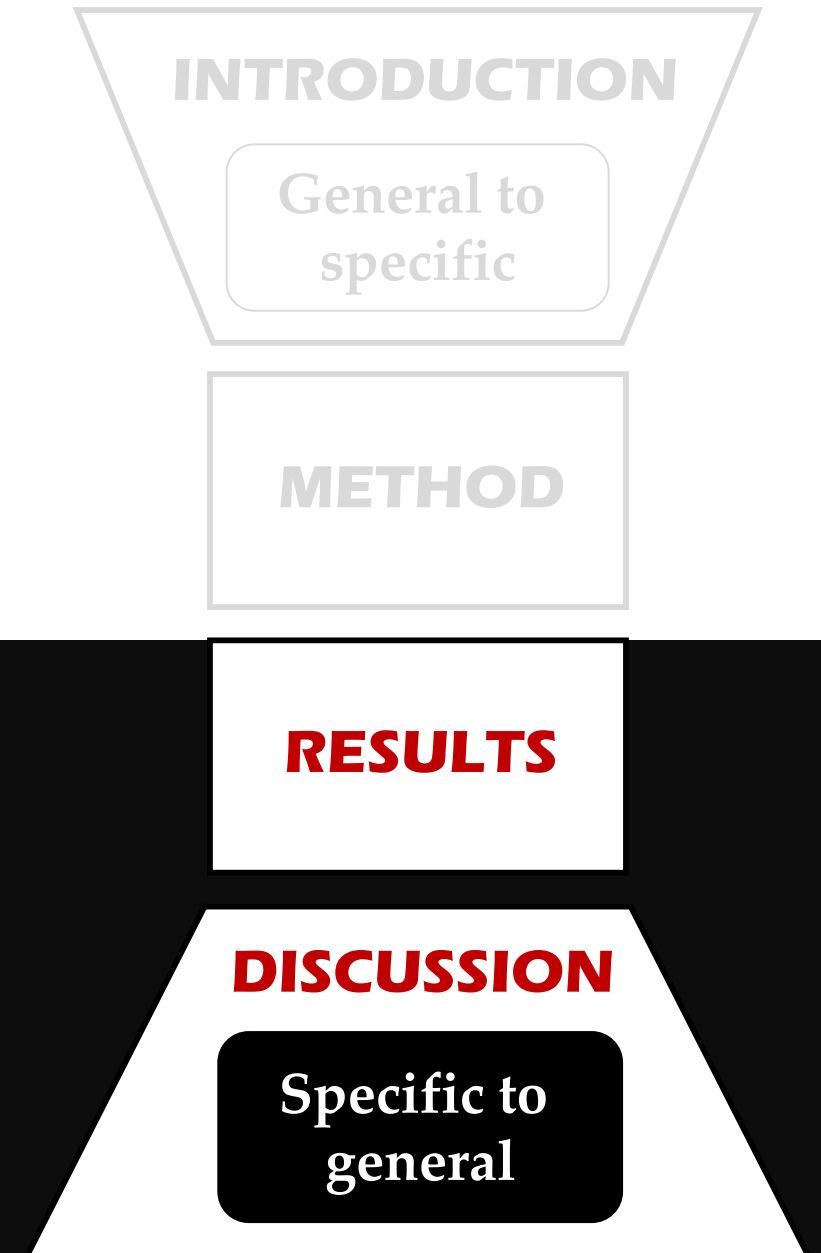 INTRODUCTION
General to
specific
METHOD
RESULTS
DISCUSSION
Specific to
general